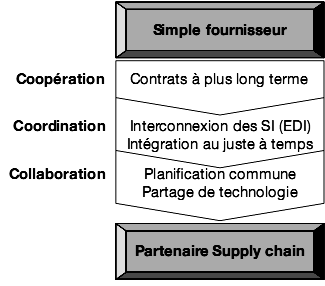 Simple fournisseur
Coopération
Contrats à plus long terme
Coordination
Interconnexion des SI (EDI)
Intégration au juste à temps
Collaboration
Planification commune
Partage de technologie
Partenaire Supply chain